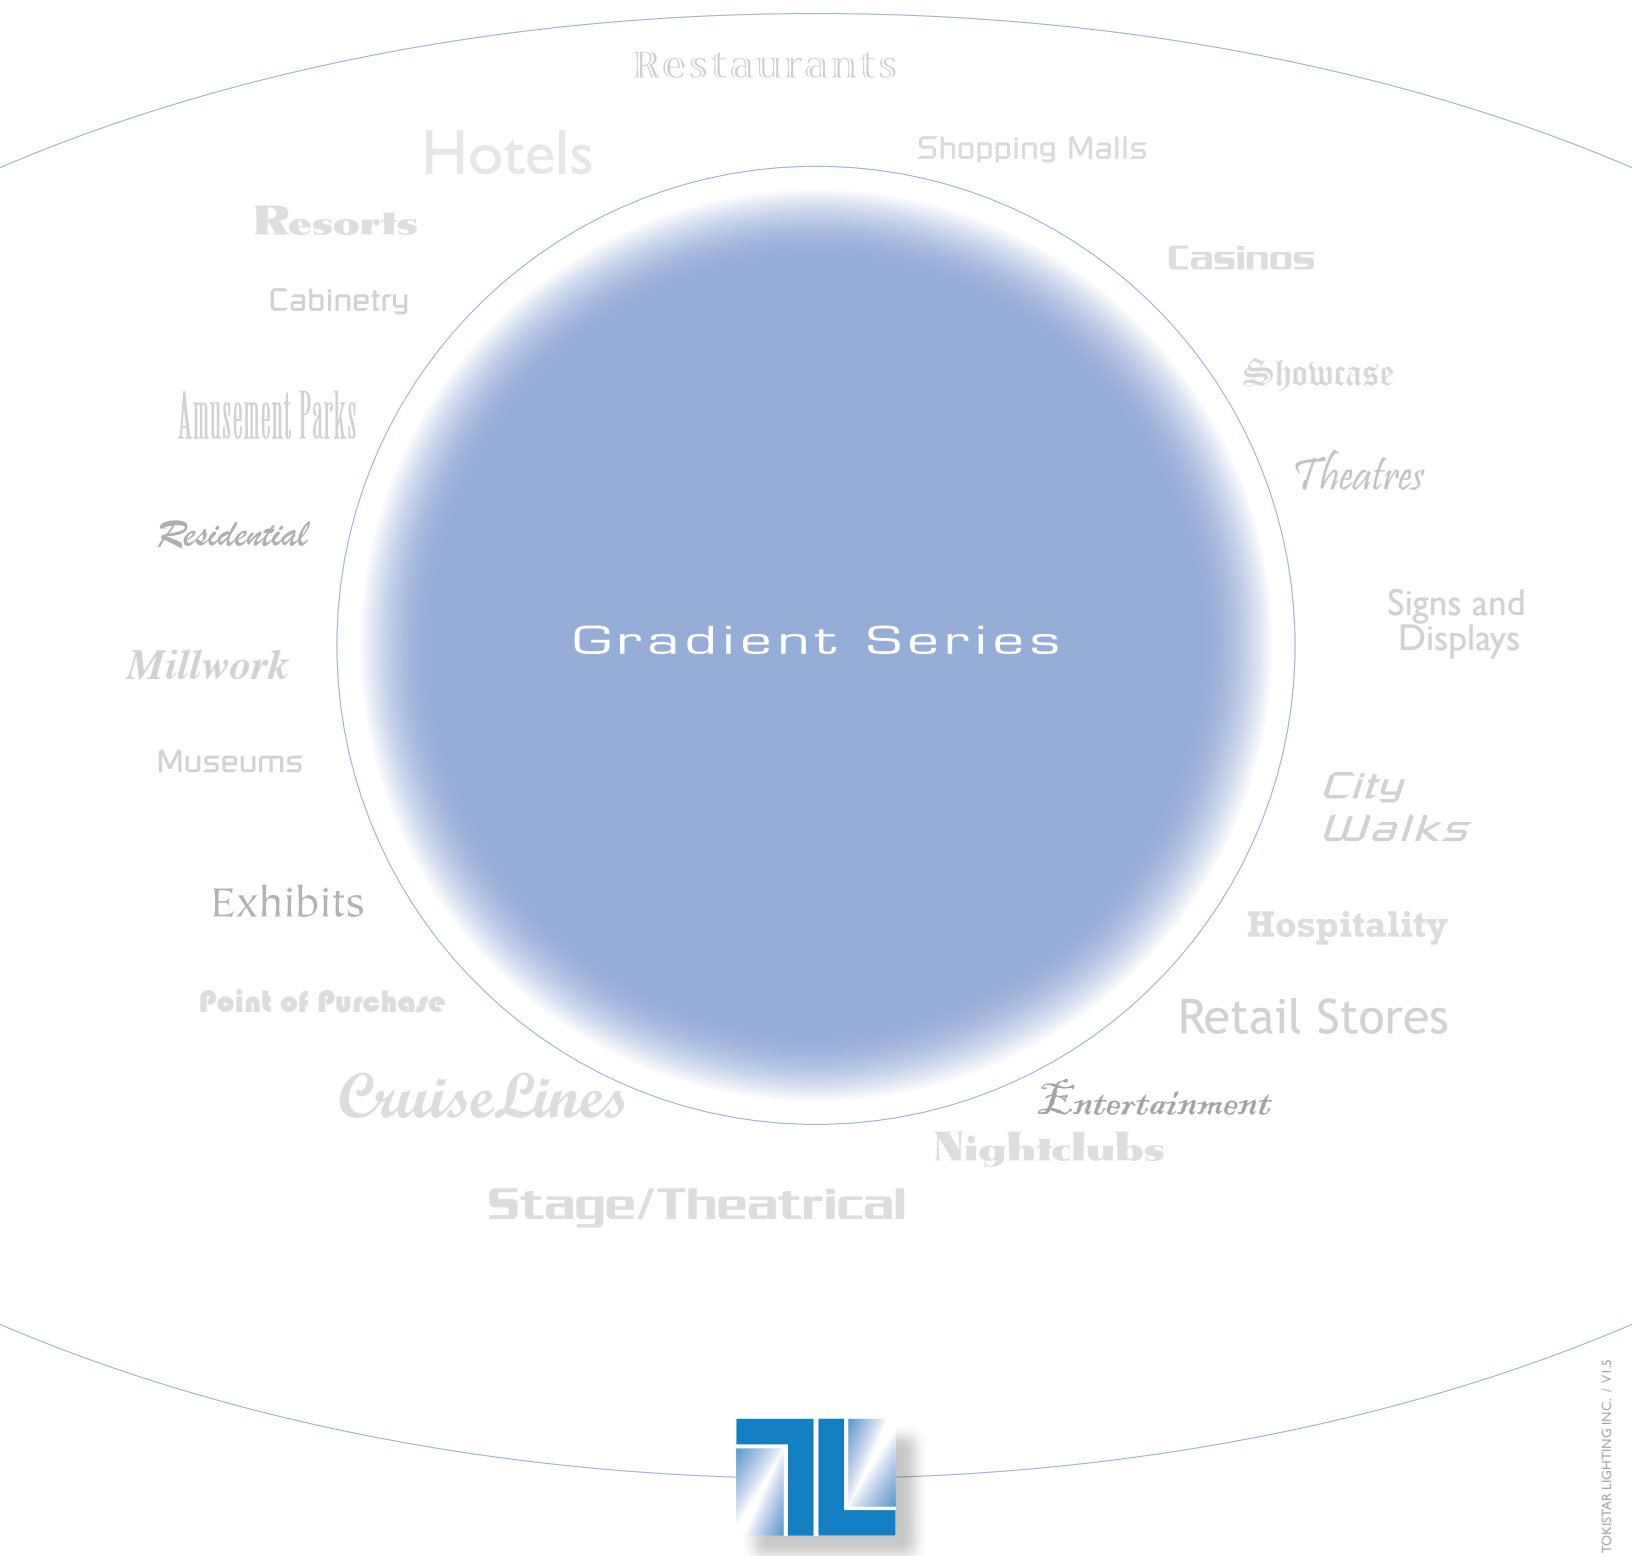 Restaurants
Hotels
Shopping Malls
Resorts
Casinos
Cabinetry
Showcase
Amusement Parks
Theatres
Residential
Signs and
Displays
Gradient Series
Millwork
Museums
City
Walks
Exhibits
Hospitality
Point of Purchase
Retail Stores
CruiseLines
Entertainment
Nightclubs
Stage/Theatrical
TOKISTAR LIGHTING INC. / V1.5